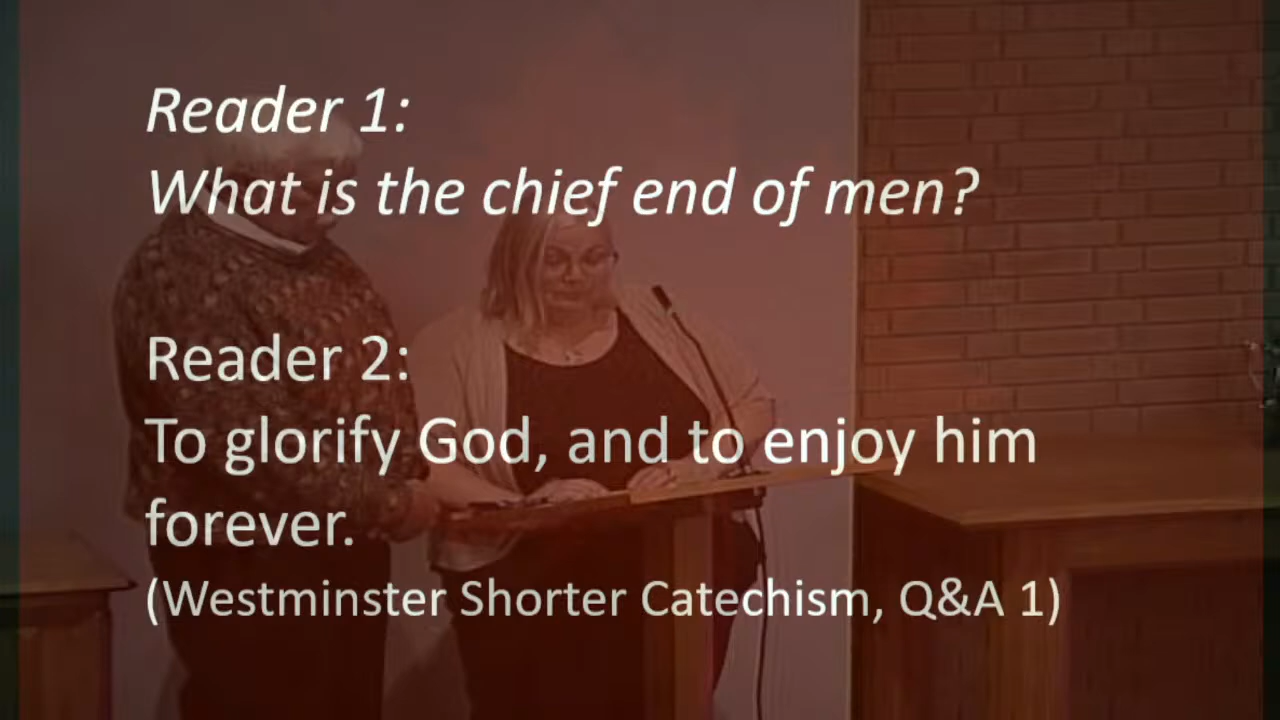 Reader 1:
What is the chief end of men?
Reader 2:
To glorify God, and to enjoy him
forever.
(Westminster Shorter Catechism, Q&A 1)